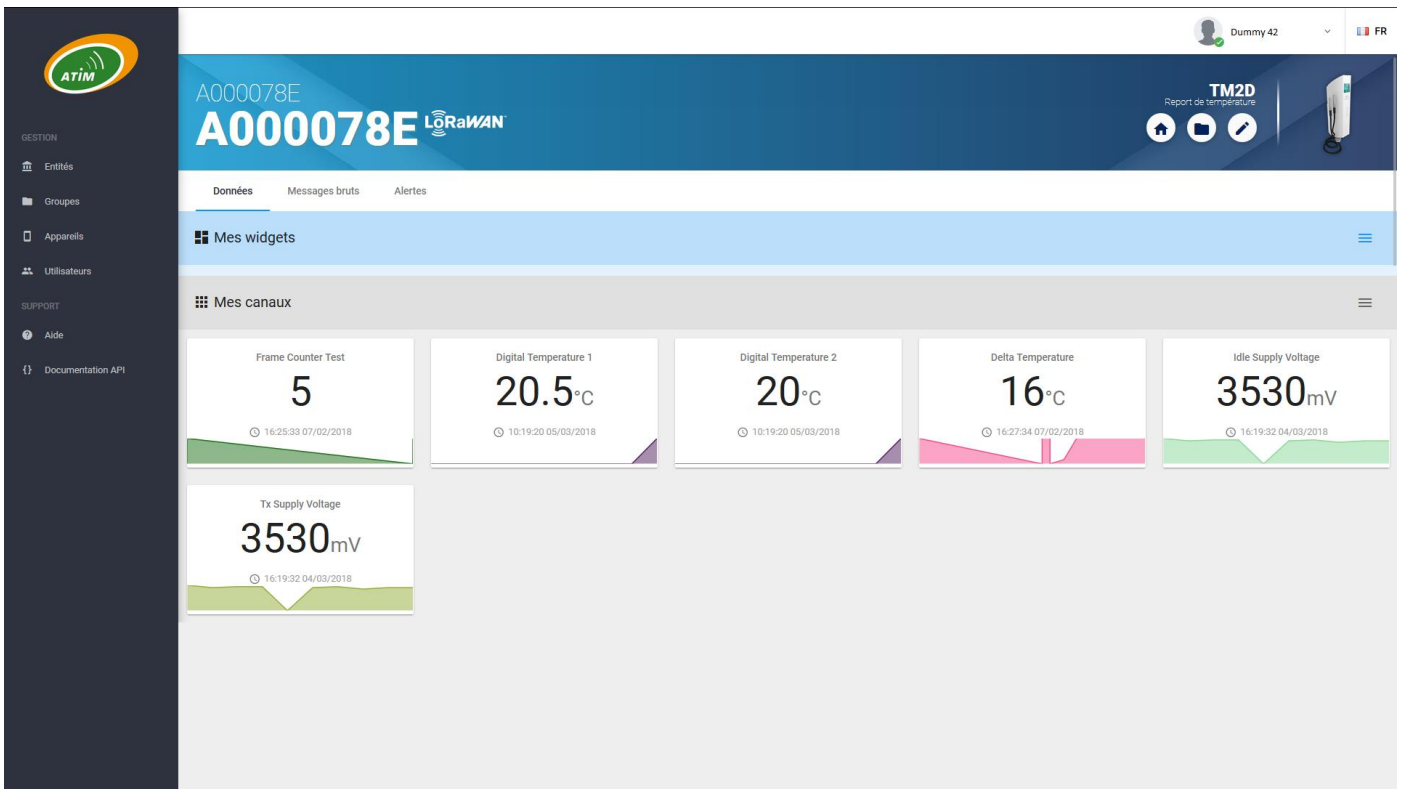 ATiM
Dummy 42
FR
GESTION
Entités
Groupes
Appareils
Utilisateurs
SUPPORT
Aide
{} Documentation API
A000078E
A000078E LoRaWAN
TM2D
Report de température
Données Messages bruts Alertes
Mes widgets
Mes canaux
Frame Counter Test
5
16:25:33 07/02/2018
Digital Temperature 1
20.5°C
10:19:20 05/03/2018
Digital Temperature 2
20°C
10:19:20 05/03/2018
Delta Temperature
16°C
16:27:34 07/02/2018
Idle Supply Voltage
3530mV
16:19:32 04/03/2018
Tx Supply Voltage
3530mV
16:19:32 04/03/2018